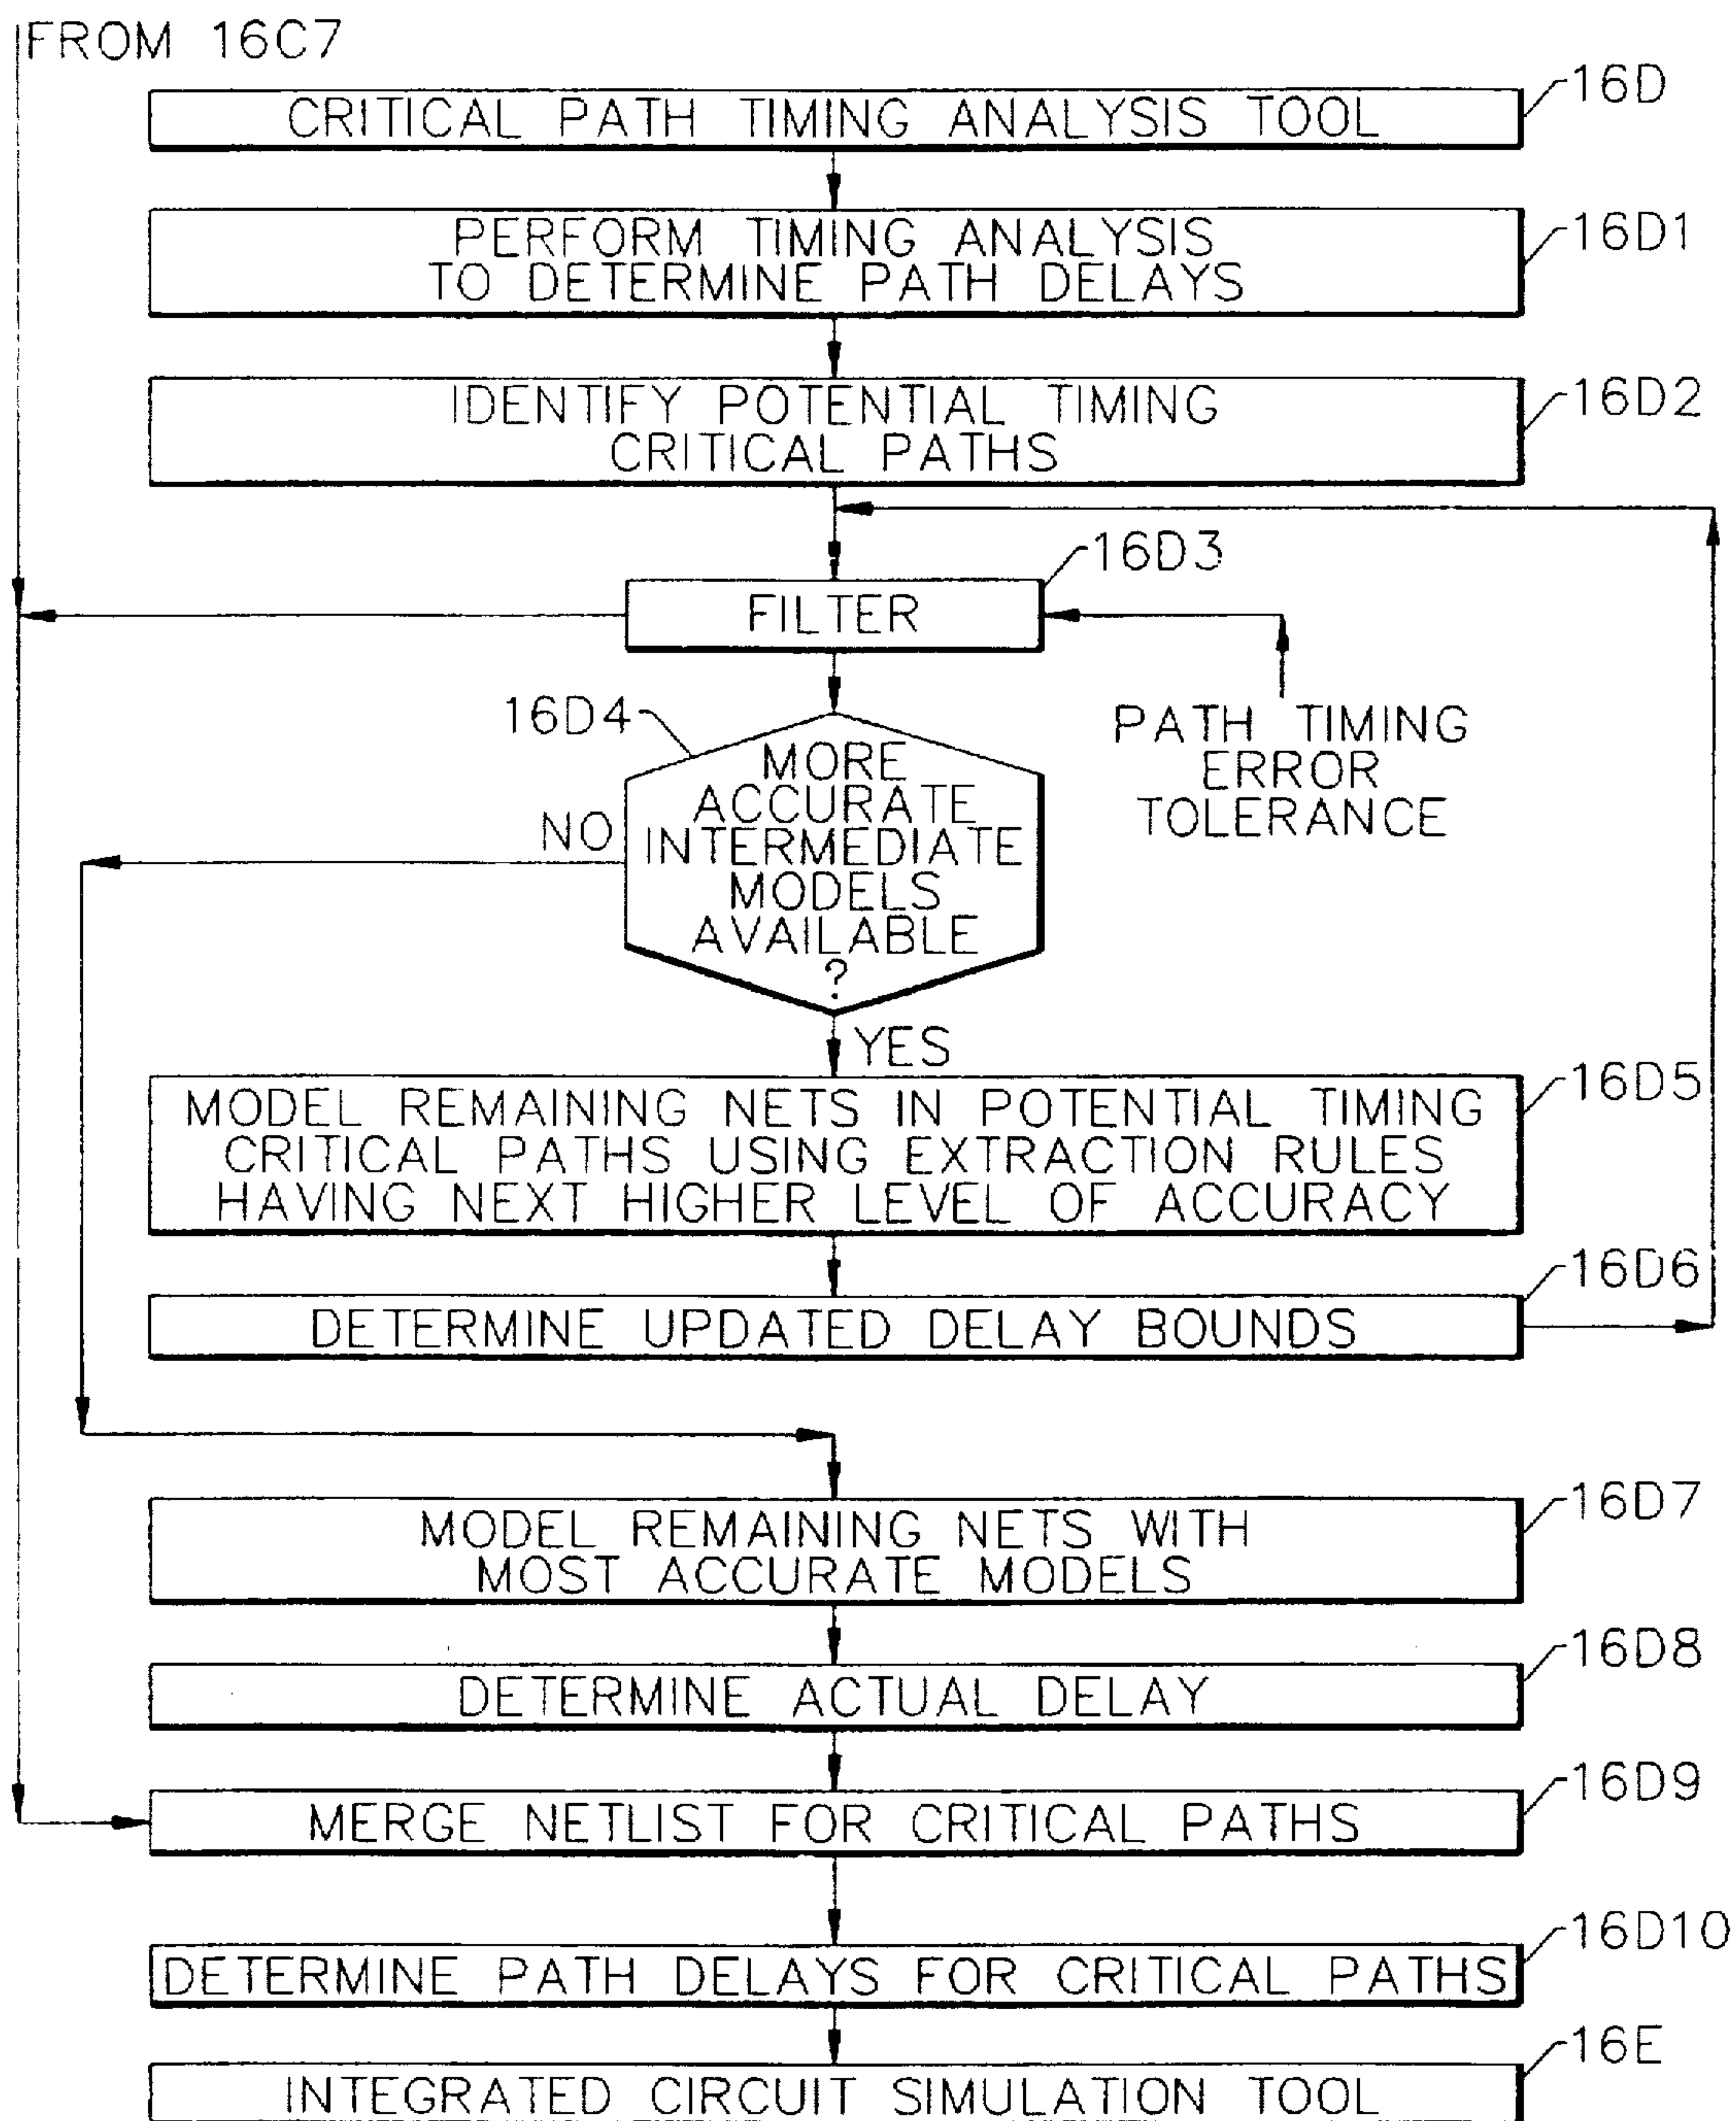 FROM 16C7
16D
CRITICAL PATH TIMING ANALYSIS TOOL
16D1
PERFORM TIMING ANALYSIS
TO DETERMINE PATH DELAYS
16D2
IDENTIFY POTENTIAL TIMING
CRITICAL PATHS
16D3
FILTER
PATH TIMING
ERROR
TOLERANCE
16D4
MORE
ACCURATE
INTERMEDIATE
MODELS
AVAILABLE
?
NO
YES
16D5
MODEL REMAINING NETS IN POTENTIAL TIMING
CRITICAL PATHS USING EXTRACTION RULES
HAVING NEXT HIGHER LEVEL OF ACCURACY
16D6
DETERMINE UPDATED DELAY BOUNDS
16D7
MODEL REMAINING NETS WITH
MOST ACCURATE MODELS
16D8
DETERMINE ACTUAL DELAY
16D9
MERGE NETLIST FOR CRITICAL PATHS
16D10
DETERMINE PATH DELAYS FOR CRITICAL PATHS
16E
INTEGRATED CIRCUIT SIMULATION TOOL